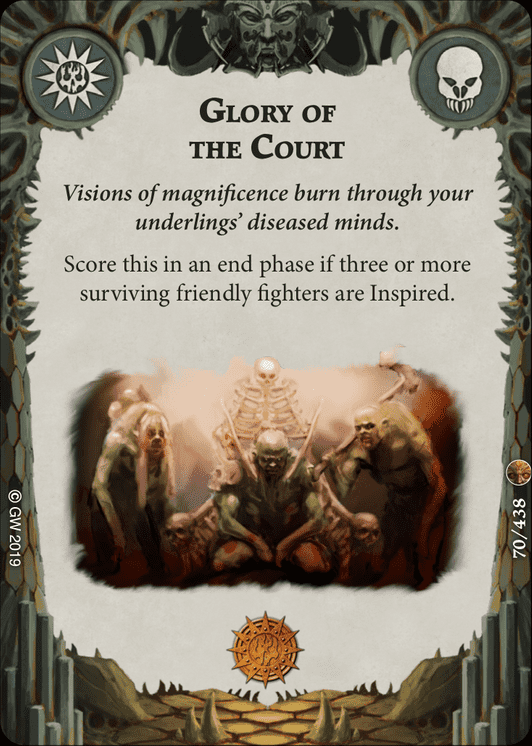 Glory of
the Court
Visions of magnificence burn through your
underlings’ diseased minds.
Score this in an end phase if three or more
surviving friendly fighters are Inspired.
© GW 2019
70/438